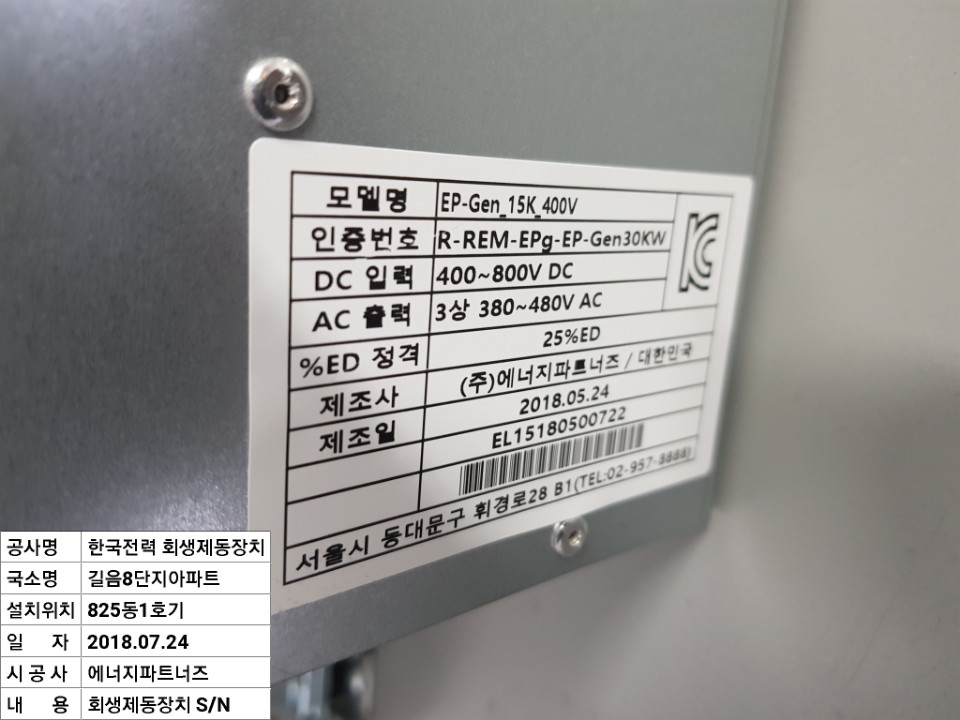 모델명 EP-Gen_15K_400V
인증번호 R-REM-EPg-EP-Gen30KW
DC 입력 400~800V DC
AC 출력 3상 380~480V AC
%ED 정격 25%ED
제조사 (주)에너지파트너즈 / 대한민국
제조일 2018.05.24
EL15180500722
서울시 동대문구 휘경로28 B1(TEL:02-957-8888)
공사명 한국전력 회생제동장치
국소명 길음8단지아파트
설치위치 825동1호기
일 자 2018.07.24
시 공 사 에너지파트너즈
내 용 회생제동장치 S/N